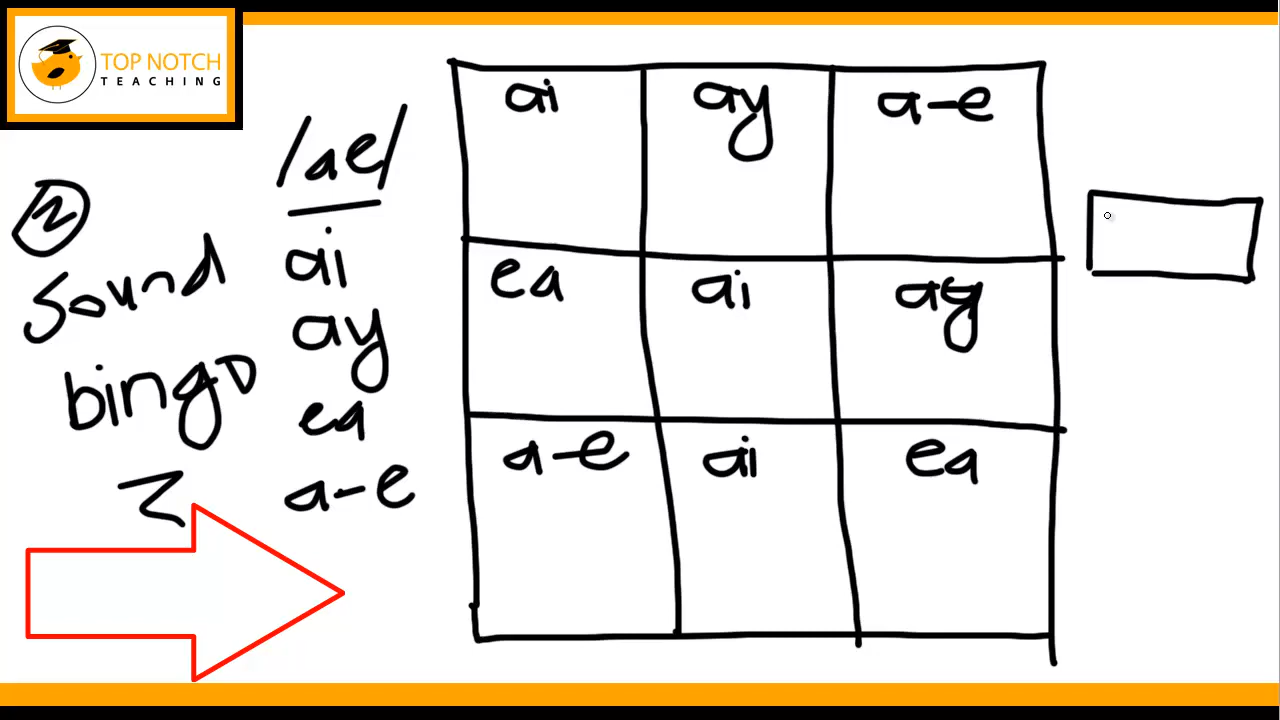 TOP NOTCH
TEACHING
2
Sound
bingo
/ae/
ai
ay
ea
a-e
ai ay a-e
ea ai ay
a-e ai ea